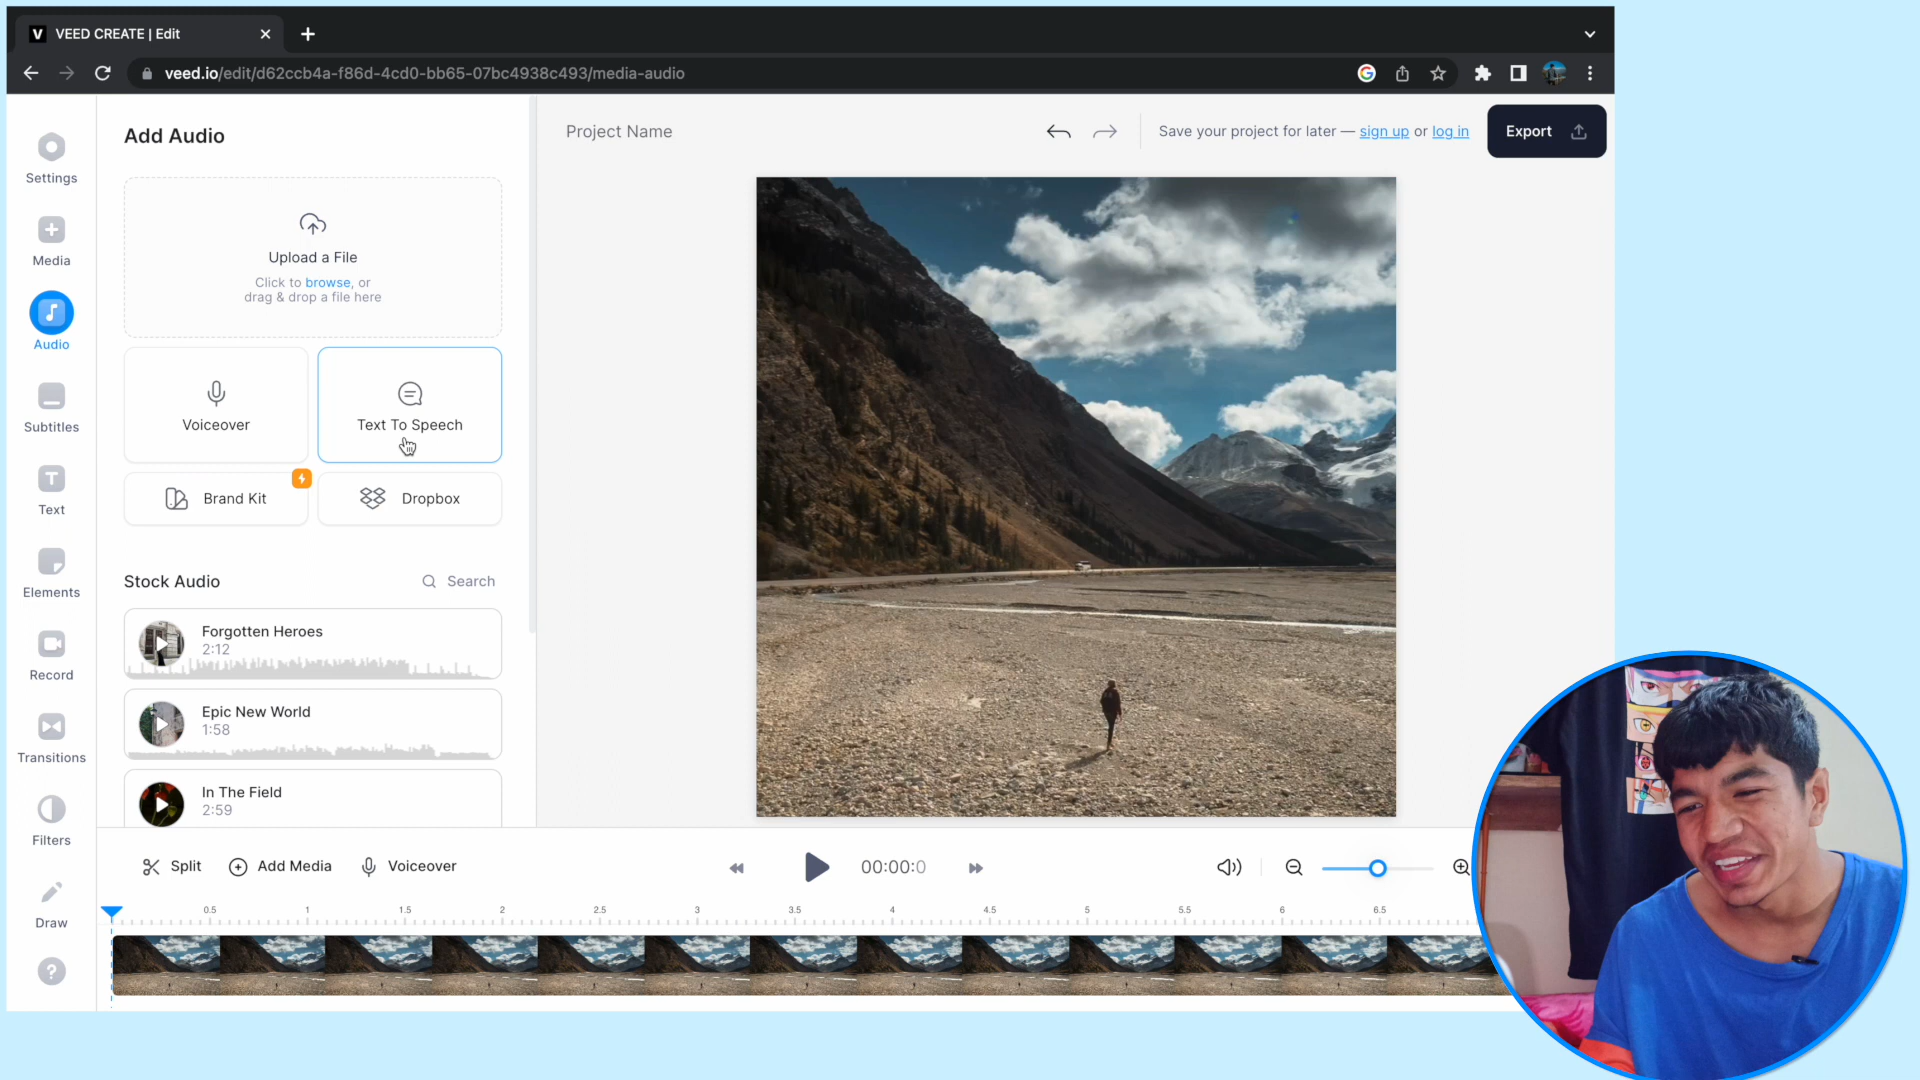 V VEED CREATE | Edit
veed.io/edit/d62ccb4a-f86d-4cd0-bb65-07bc4938c493/media-audio
Settings
Media
Audio
Subtitles
Text
Elements
Record
Transitions
Filters
Draw
Add Audio
Upload a File
Click to browse, or
drag & drop a file here
Voiceover
Text To Speech
Brand Kit
Dropbox
Stock Audio
Search
Forgotten Heroes
2:12
Epic New World
1:58
In The Field
2:59
Project Name
Save your project for later — sign up or log in
Export
Split
Add Media
Voiceover
00:00:0
0.5 1 1.5 2 2.5 3 3.5 4 4.5 5 5.5 6 6.5